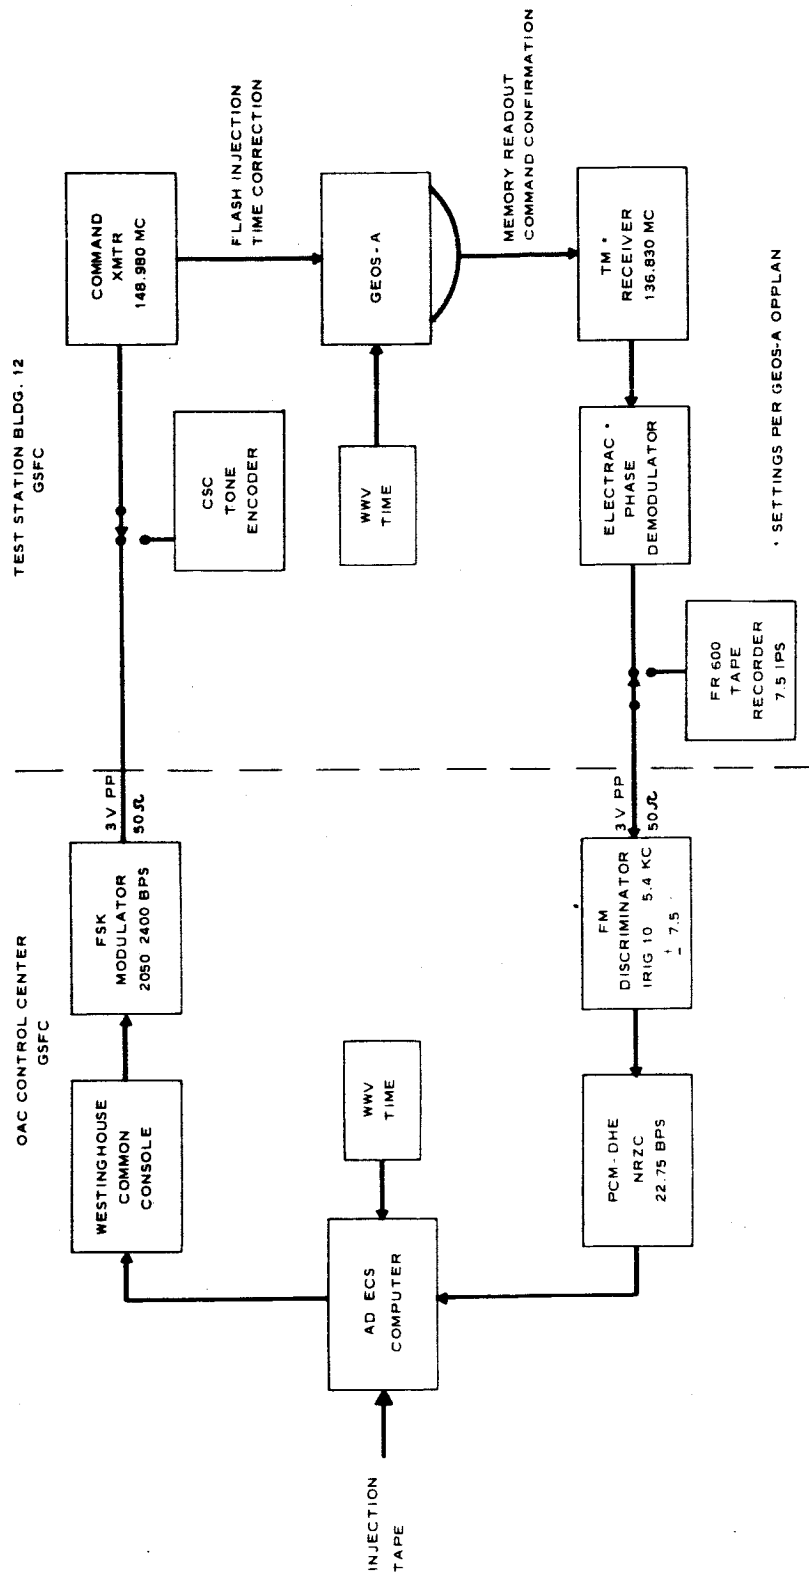 OAC CONTROL CENTER
GSFC
TEST STATION BLDG. 12
GSFC
WESTINGHOUSE
COMMON
CONSOLE
FSK
MODULATOR
2050 2400 BPS
3 V PP
50Ω
CSC
TONE
ENCODER
COMMAND
XMTR
148.980 MC
FLASH INJECTION
TIME CORRECTION
INJECTION
TAPE
AD ECS
COMPUTER
WWV
TIME
WWV
TIME
GEOS-A
MEMORY READOUT
COMMAND CONFIRMATION
PCM-DHE
NRZC
22.75 BPS
FM
DISCRIMINATOR
IRIG 10 5.4 KC
± 7.5
3 V PP
50Ω
FR 600
TAPE
RECORDER
7.5 IPS
ELECTRAC *
PHASE
DEMODULATOR
TM *
RECEIVER
136.830 MC
* SETTINGS PER GEOS-A OPPLAN